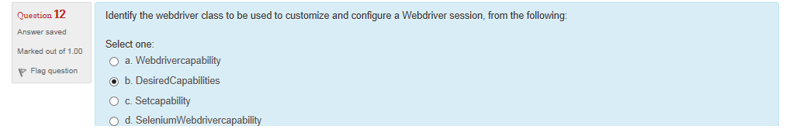 Question 12
Answer saved
Marked out of 1.00
Flag question
Identify the webdriver class to be used to customize and configure a Webdriver session, from the following:
Select one:
a. Webdrivercapability
b. DesiredCapabilities
c. Setcapability
d. SeleniumWebdrivercapability